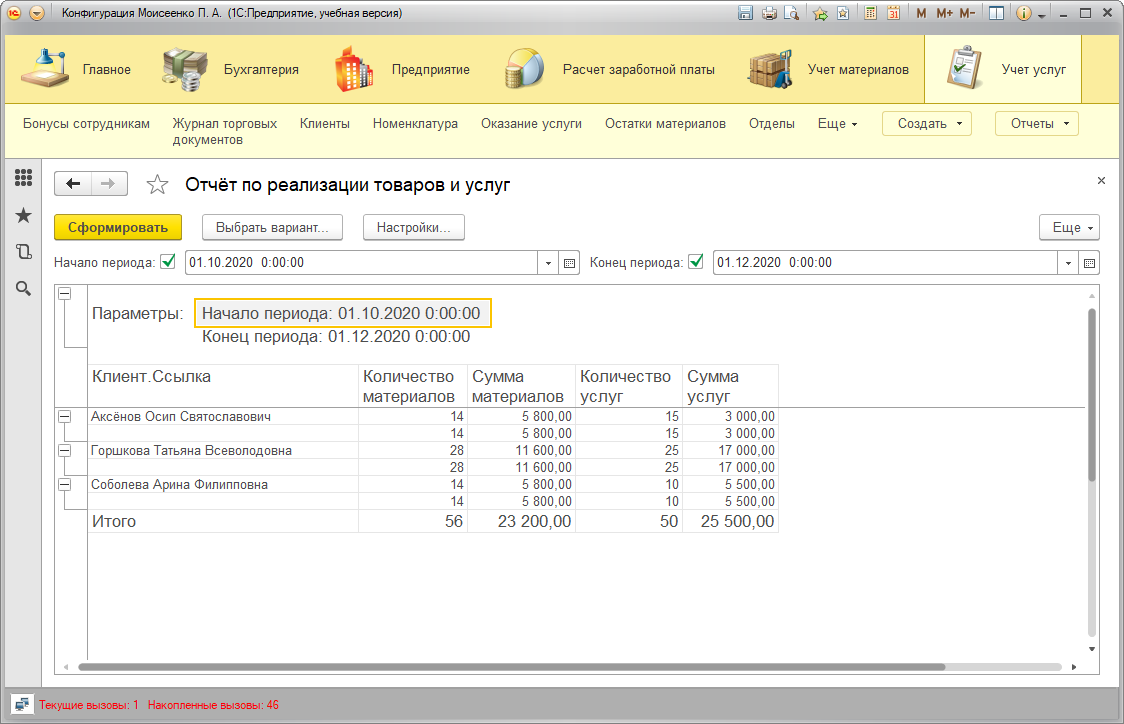 Конфигурация Моисеенко П. А. (1С:Предприятие, учебная версия)
M M+ M-
31
Главное
Бухгалтерия
Предприятие
Расчет заработной платы
Учет материалов
Учет услуг
Бонусы сотрудникам
Журнал торговых
документов
Клиенты
Номенклатура
Оказание услуги
Остатки материалов
Отделы
Еще
Создать
Отчеты
Отчёт по реализации товаров и услуг
Сформировать
Выбрать вариант...
Настройки...
Еще
Начало периода: 01.10.2020 0:00:00
Конец периода: 01.12.2020 0:00:00
Параметры: Начало периода: 01.10.2020 0:00:00
Конец периода: 01.12.2020 0:00:00
Клиент.Ссылка Количество Сумма Количество Сумма
материалов материалов услуг услуг
Аксёнов Осип Святославович 14 5 800,00 15 3 000,00
14 5 800,00 15 3 000,00
Горшкова Татьяна Всеволодовна 28 11 600,00 25 17 000,00
28 11 600,00 25 17 000,00
Соболева Арина Филипповна 14 5 800,00 10 5 500,00
14 5 800,00 10 5 500,00
Итого 56 23 200,00 50 25 500,00
Текущие вызовы: 1 Накопленные вызовы: 46